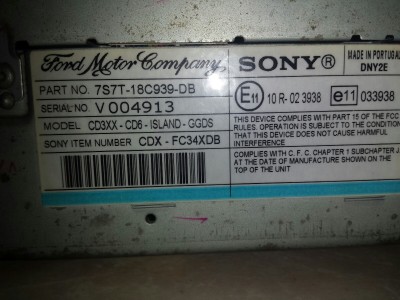 Ford Motor Company
SONY®
MADE IN PORTUGAL
DNY2E
PART NO. 7S7T-18C939-DB
SERIAL NO. V004913
MODEL CD3XX - CD6 - ISLAND - GGDS
SONY ITEM NUMBER CDX - FC34XDB
E11 10 R- 02 3938
e11 033938
THIS DEVICE COMPLIES WITH PART 15 OF THE FCC
RULES. OPERATION IS SUBJECT TO THE CONDITION
THAT THIS DEVICE DOES NOT CAUSE HARMFUL
INTERFERENCE
COMPLIES WITH C. F. C. CHAPTER 1 SUBCHAPTER J
AT THE DATE OF MANUFACTURE SHOWN ON THE
TOP OF THE UNIT